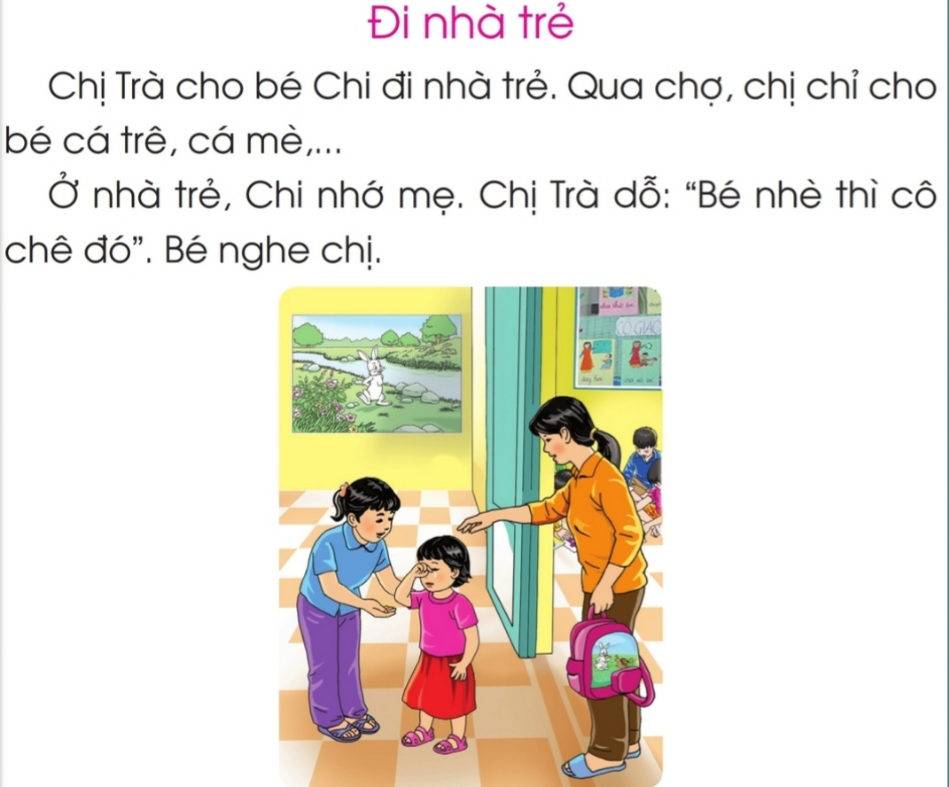 Đi nhà trẻ
Chị Trà cho bé Chi đi nhà trẻ. Qua chợ, chị chỉ cho
bé cá trê, cá mè,...
Ở nhà trẻ, Chi nhớ mẹ. Chị Trà dỗ: “Bé nhè thì cô
chê đó”. Bé nghe chị.
CÔ GIÁO